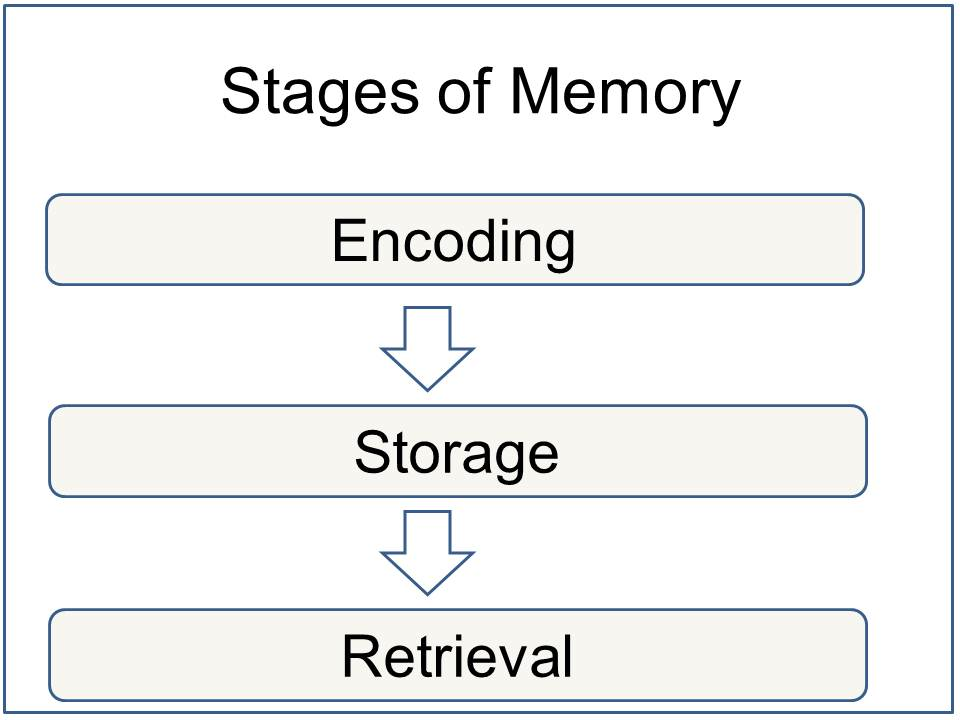 Stages of Memory
Encoding
Storage
Retrieval